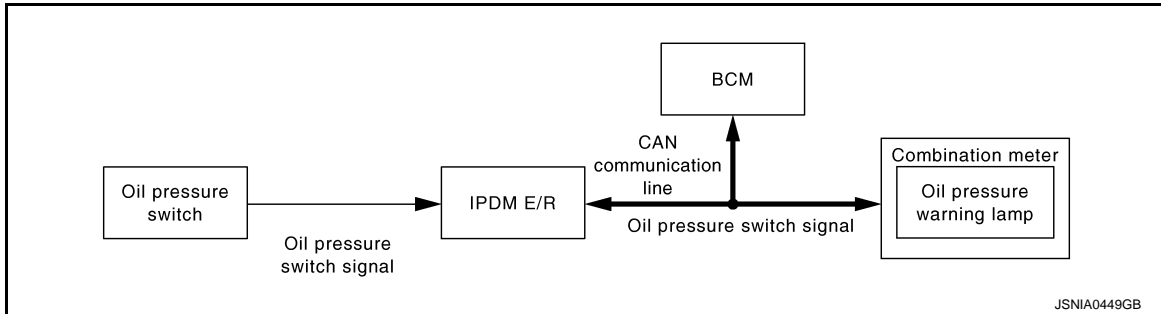 BCM
CAN
communication
line
Combination meter
Oil pressure
switch
IPDM E/R
Oil pressure
warning lamp
Oil pressure switch signal
Oil pressure
switch signal
JSNIA0449GB